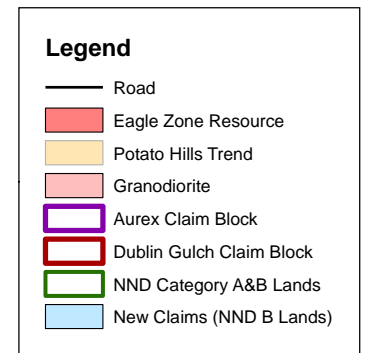 Legend
Road
Eagle Zone Resource
Potato Hills Trend
Granodiorite
Aurex Claim Block
Dublin Gulch Claim Block
NND Category A&B Lands
New Claims (NND B Lands)